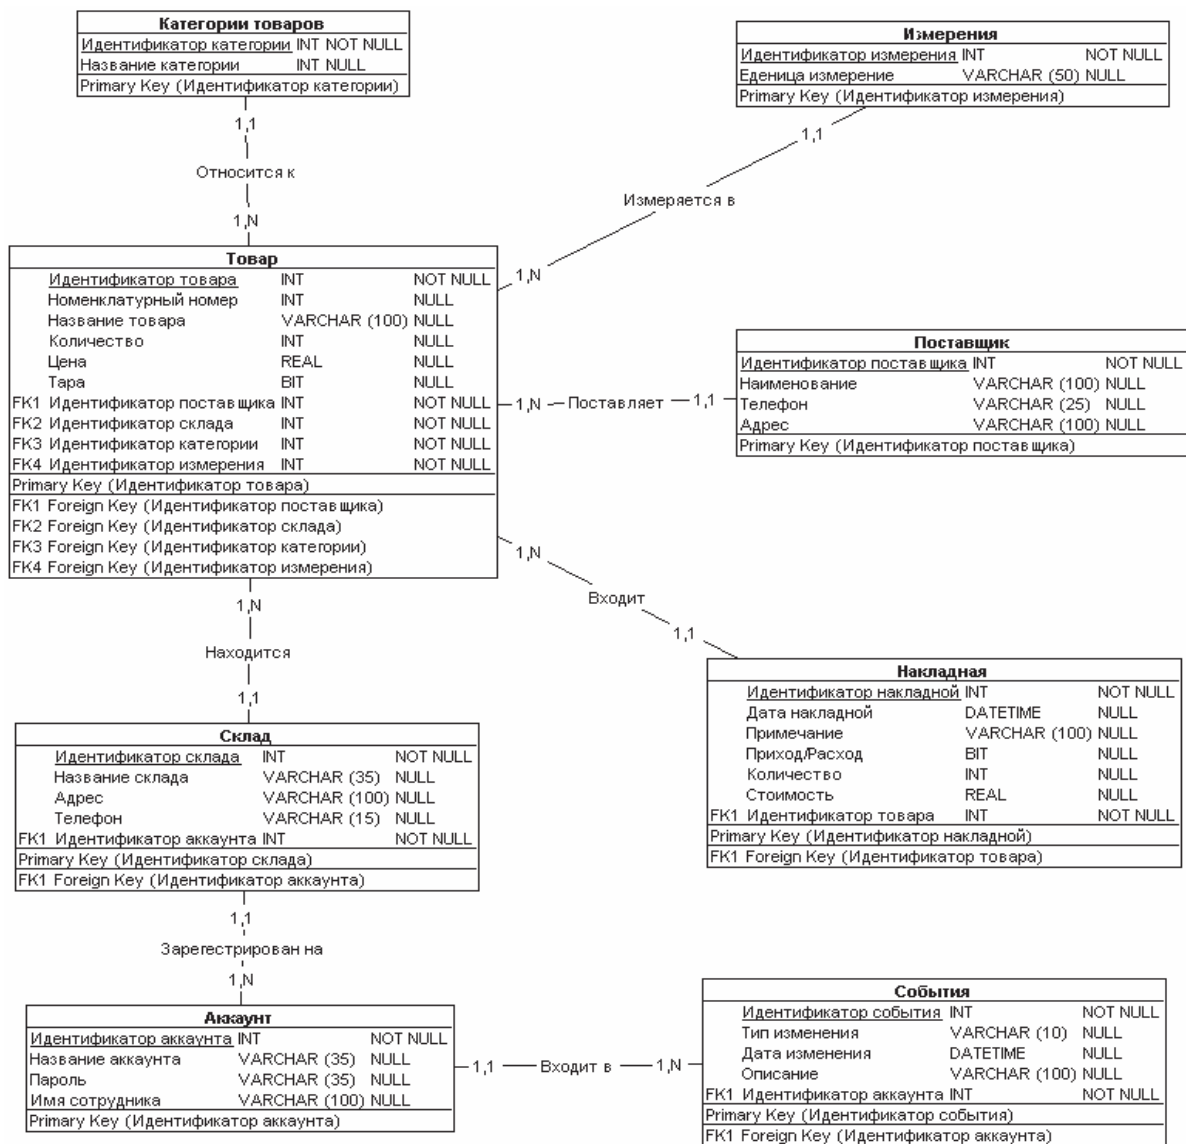 Категории товаров
Идентификатор категории INT NOT NULL
Название категории INT NULL
Primary Key (Идентификатор категории)
Измерения
Идентификатор измерения INT NOT NULL
Еденица измерение VARCHAR (50) NULL
Primary Key (Идентификатор измерения)
1,1
Относится к
1,N
1,1
Измеряется в
1,N
Товар
Идентификатор товара INT NOT NULL
Номенклатурный номер INT NULL
Название товара VARCHAR (100) NULL
Количество INT NULL
Цена REAL NULL
Тара BIT NULL
FK1 Идентификатор поставщика INT NOT NULL
FK2 Идентификатор склада INT NOT NULL
FK3 Идентификатор категории INT NOT NULL
FK4 Идентификатор измерения INT NOT NULL
Primary Key (Идентификатор товара)
FK1 Foreign Key (Идентификатор поставщика)
FK2 Foreign Key (Идентификатор склада)
FK3 Foreign Key (Идентификатор категории)
FK4 Foreign Key (Идентификатор измерения)
1,N Поставляет 1,1
Поставщик
Идентификатор поставщика INT NOT NULL
Наименование VARCHAR (100) NULL
Телефон VARCHAR (25) NULL
Адрес VARCHAR (100) NULL
Primary Key (Идентификатор поставщика)
1,N
Входит
1,1
1,N
Находится
1,1
Накладная
Идентификатор накладной INT NOT NULL
Дата накладной DATETIME NULL
Примечание VARCHAR (100) NULL
Приход/Расход BIT NULL
Количество INT NULL
Стоимость REAL NULL
FK1 Идентификатор товара INT NOT NULL
Primary Key (Идентификатор накладной)
FK1 Foreign Key (Идентификатор товара)
Склад
Идентификатор склада INT NOT NULL
Название склада VARCHAR (35) NULL
Адрес VARCHAR (100) NULL
Телефон VARCHAR (15) NULL
FK1 Идентификатор аккаунта INT NOT NULL
Primary Key (Идентификатор склада)
FK1 Foreign Key (Идентификатор аккаунта)
1,1
Зарегестрирован на
1,N
Аккаунт
Идентификатор аккаунта INT NOT NULL
Название аккаунта VARCHAR (35) NULL
Пароль VARCHAR (35) NULL
Имя сотрудника VARCHAR (100) NULL
Primary Key (Идентификатор аккаунта)
1,1 Входит в 1,N
События
Идентификатор события INT NOT NULL
Тип изменения VARCHAR (10) NULL
Дата изменения DATETIME NULL
Описание VARCHAR (100) NULL
FK1 Идентификатор аккаунта INT NOT NULL
Primary Key (Идентификатор события)
FK1 Foreign Key (Идентификатор аккаунта)